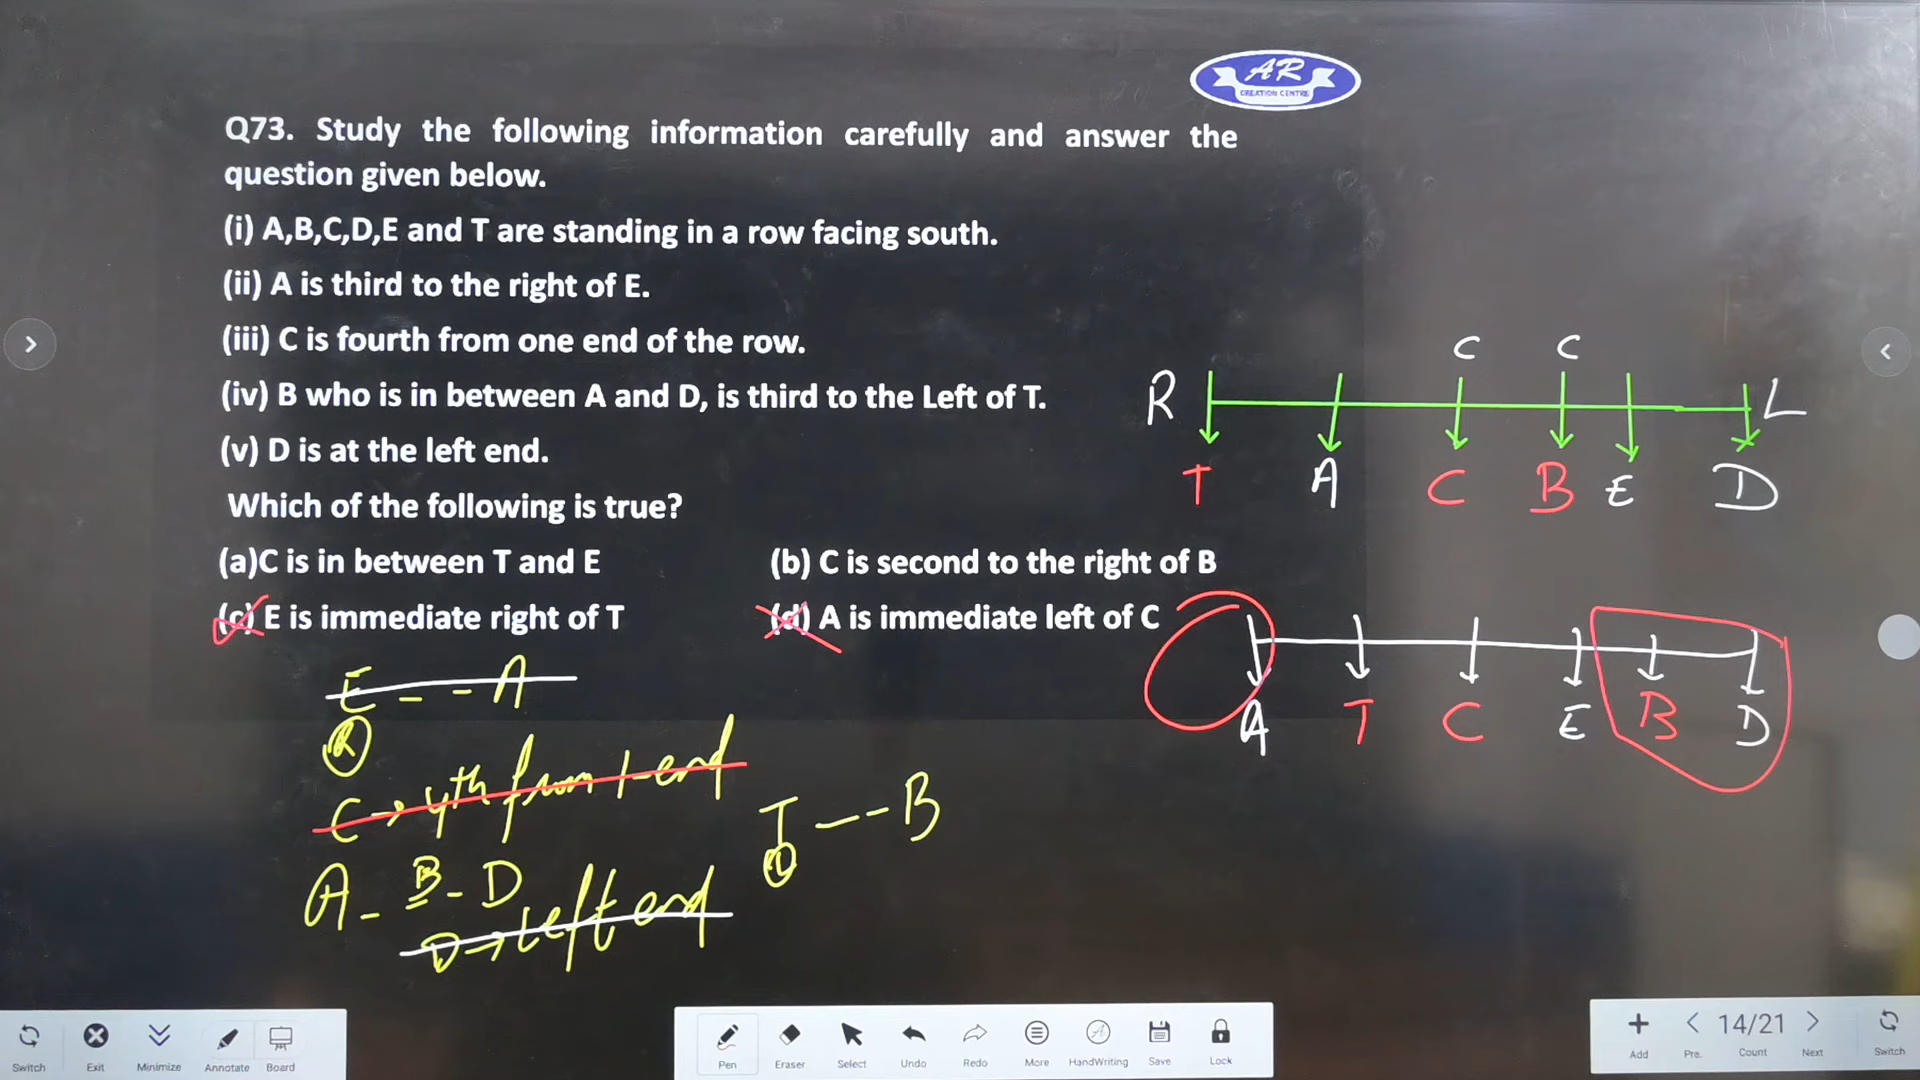 AR
CREATION CENTRE
Q73. Study the following information carefully and answer the
question given below.
(i) A,B,C,D,E and T are standing in a row facing south.
(ii) A is third to the right of E.
(iii) C is fourth from one end of the row.
(iv) B who is in between A and D, is third to the Left of T.
(v) D is at the left end.
Which of the following is true?
(a)C is in between T and E (b) C is second to the right of B
(c) E is immediate right of T (d) A is immediate left of C
C C
R L
T A C B E D
A T C E B D
E - - A
R
C → 4th from 1 end
T - - B
L
A - B - D
D → Left end
Switch Exit Minimize Annotate Board
Pen Eraser Select Undo Redo More HandWriting Save Lock
14/21
Add Pre. Count Next Switch